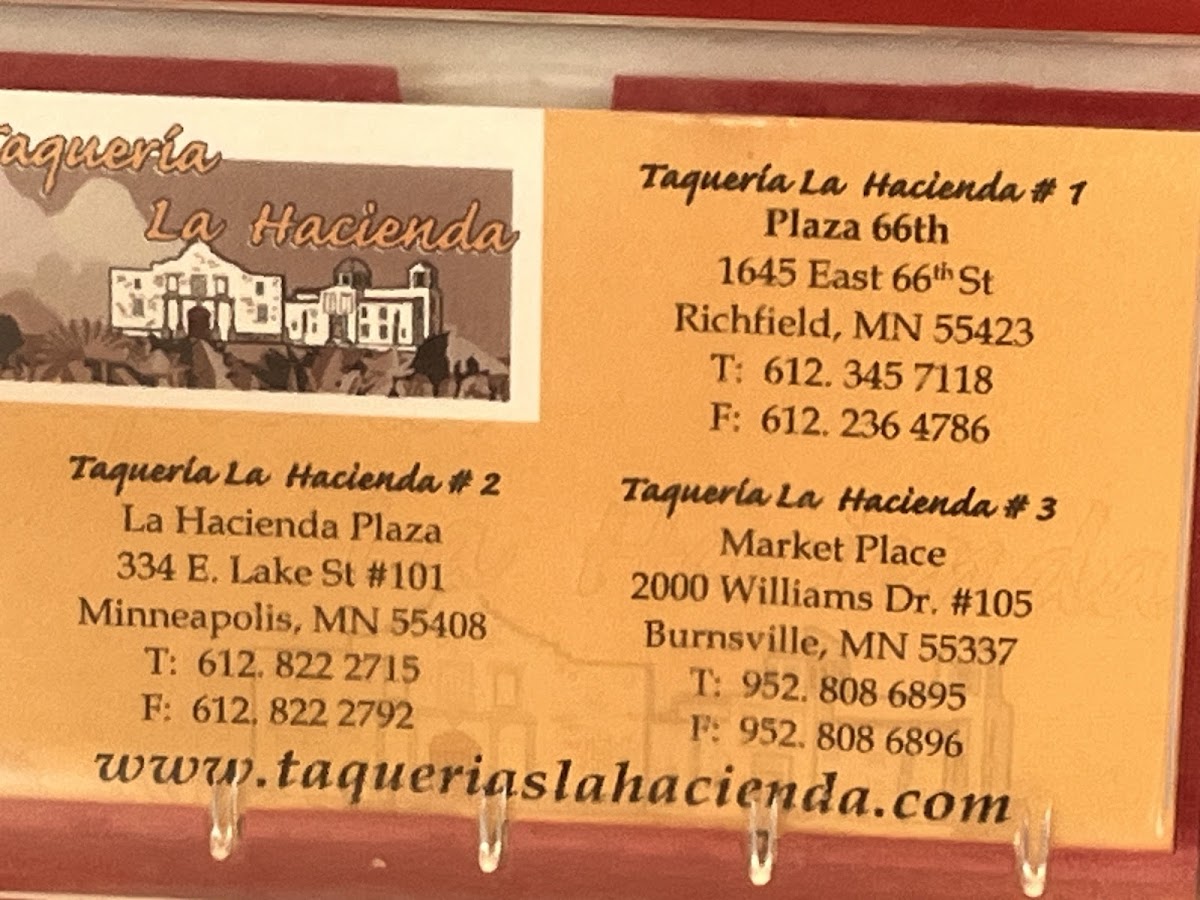 Taquería
La Hacienda
Taquería La Hacienda # 1
Plaza 66th
1645 East 66th St
Richfield, MN 55423
T: 612. 345 7118
F: 612. 236 4786
Taquería La Hacienda # 2
La Hacienda Plaza
334 E. Lake St #101
Minneapolis, MN 55408
T: 612. 822 2715
F: 612. 822 2792
Taquería La Hacienda # 3
Market Place
2000 Williams Dr. #105
Burnsville, MN 55337
T: 952. 808 6895
F: 952. 808 6896
www.taqueriaslahacienda.com